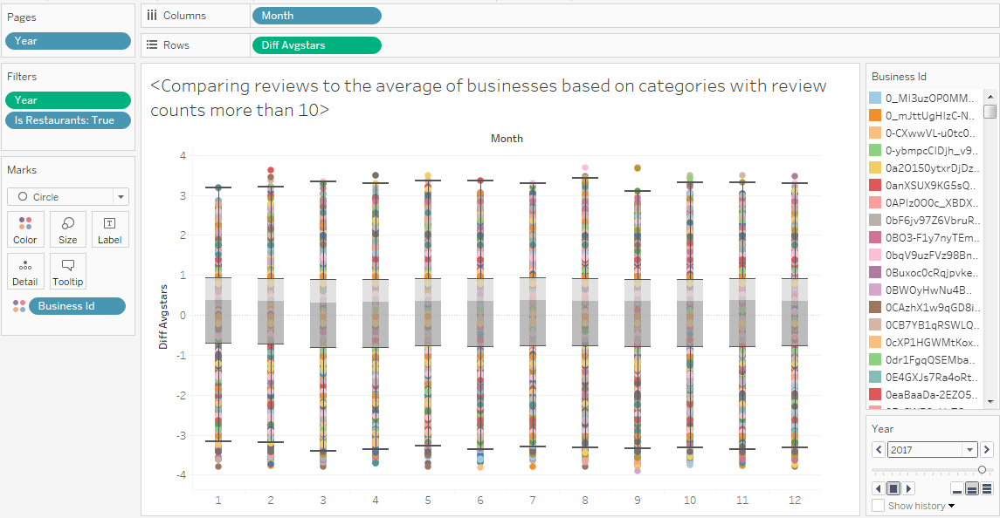 Pages
Year
Columns
Month
Rows
Diff Avgstars
Filters
Year
Is Restaurants: True
Marks
Circle
Color
Size
Label
Detail
Tooltip
Business Id
<Comparing reviews to the average of businesses based on categories with review
counts more than 10>
Month
Diff Avgstars
4
3
2
1
0
-1
-2
-3
-4
1 2 3 4 5 6 7 8 9 10 11 12
Business Id
0_MI3uzOP0MM..
0_mJttUgHIzC-N..
0-CXwwVL-u0tc0..
0-ybmpcCIDjh_v9..
0a2O150ytxrDjDz..
0anXSUX9KG5sQ..
0APIz0O0c_XBDX..
0bF6jv97Z6VbruR..
0BO3-F1y7nyTEm..
0bqV9uzFVz98Bn..
0Buxoc0cRqjpvke..
0BWOyHwNu4B..
0CAzhX1w9qGD8i..
0CB7YB1qRSWLQ..
0cXP1HGWMtKox..
0dr1FgqQSEMba..
0E4GXJs7Ra4oRt..
0eaBaaDa-2EZO5..
Year
2017
Show history